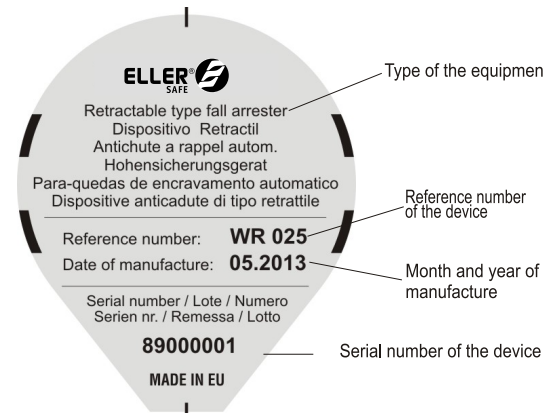 ELLER®
SAFE
Retractable type fall arrester
Dispositivo Retractil
Antichute a rappel autom.
Hohensicherungsgerat
Para-quedas de encravamento automatico
Dispositive anticadute di tipo retrattile
Reference number: WR 025
Date of manufacture: 05.2013
Serial number / Lote / Numero
Serien nr. / Remessa / Lotto
89000001
MADE IN EU
Type of the equipmen
Reference number
of the device
Month and year of
manufacture
Serial number of the device